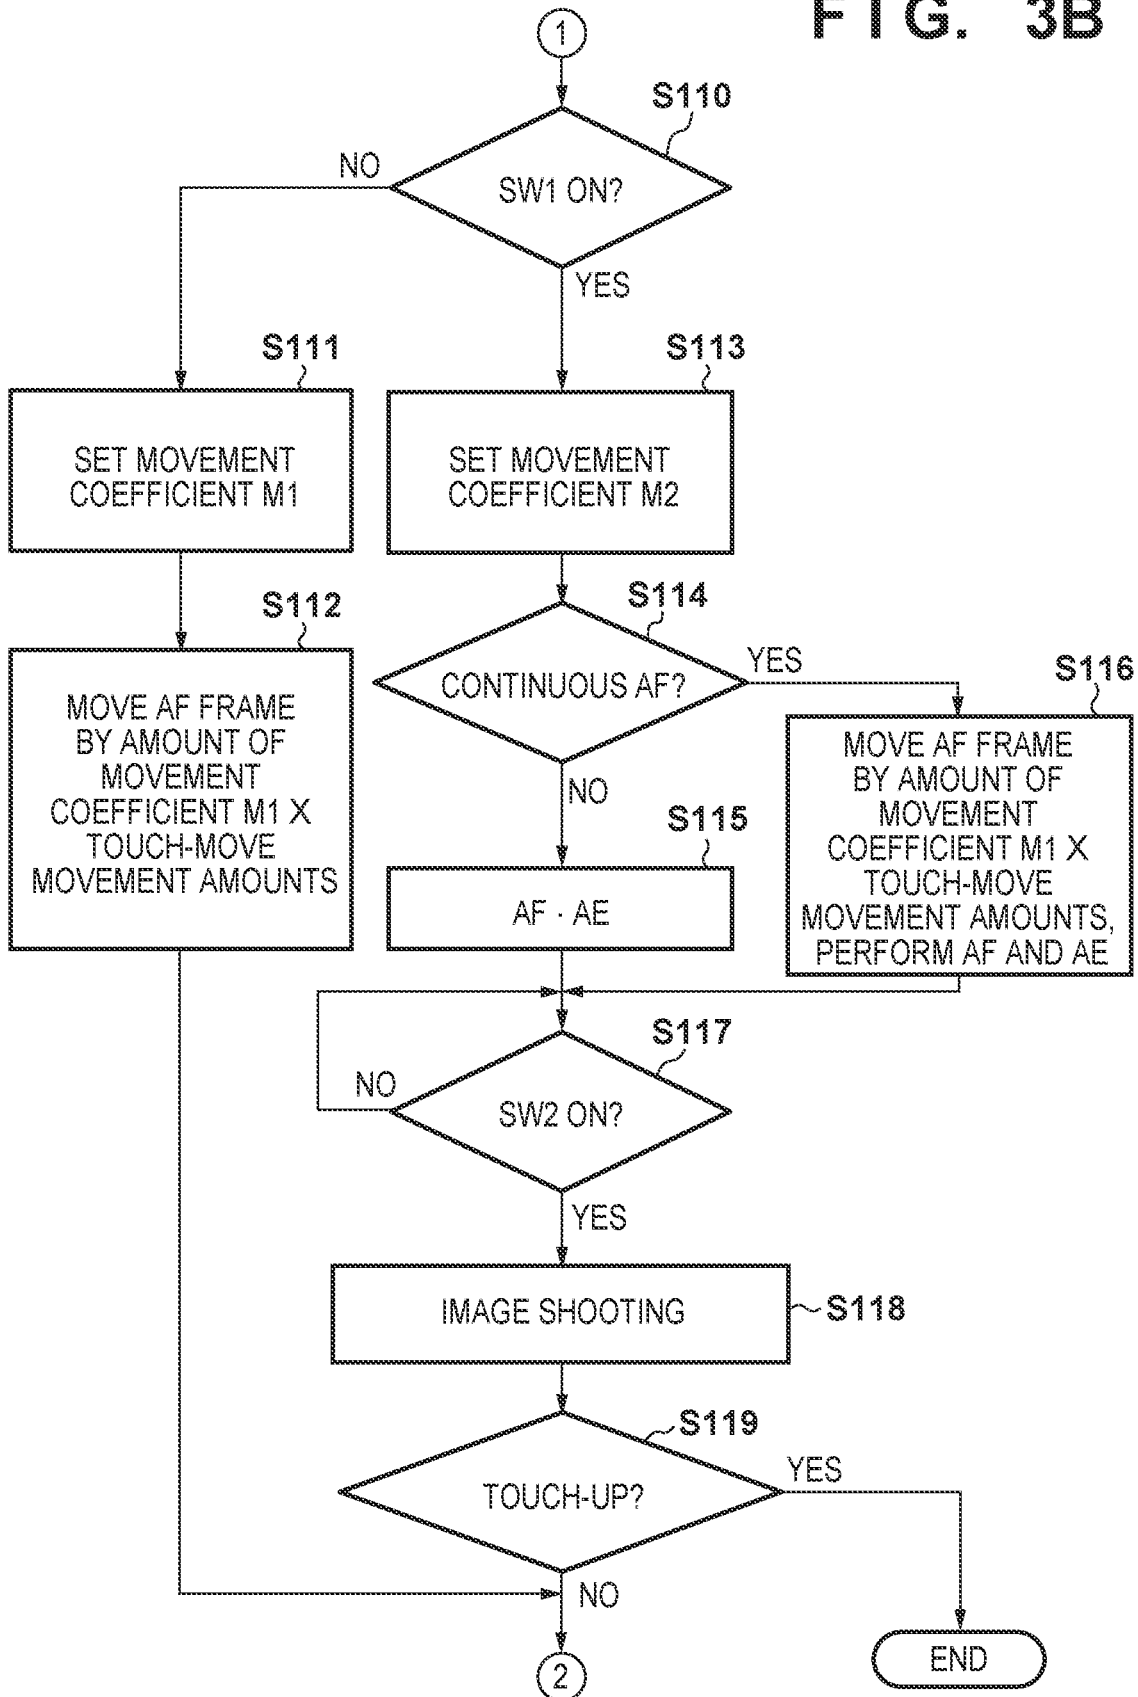 FIG. 3B
1
S110
SW1 ON?
NO
YES
S111
SET MOVEMENT
COEFFICIENT M1
S113
SET MOVEMENT
COEFFICIENT M2
S112
MOVE AF FRAME
BY AMOUNT OF
MOVEMENT
COEFFICIENT M1 X
TOUCH-MOVE
MOVEMENT AMOUNTS
S114
CONTINUOUS AF?
YES
NO
S116
MOVE AF FRAME
BY AMOUNT OF
MOVEMENT
COEFFICIENT M1 X
TOUCH-MOVE
MOVEMENT AMOUNTS,
PERFORM AF AND AE
S115
AF · AE
S117
SW2 ON?
NO
YES
IMAGE SHOOTING
S118
S119
TOUCH-UP?
YES
NO
2
END